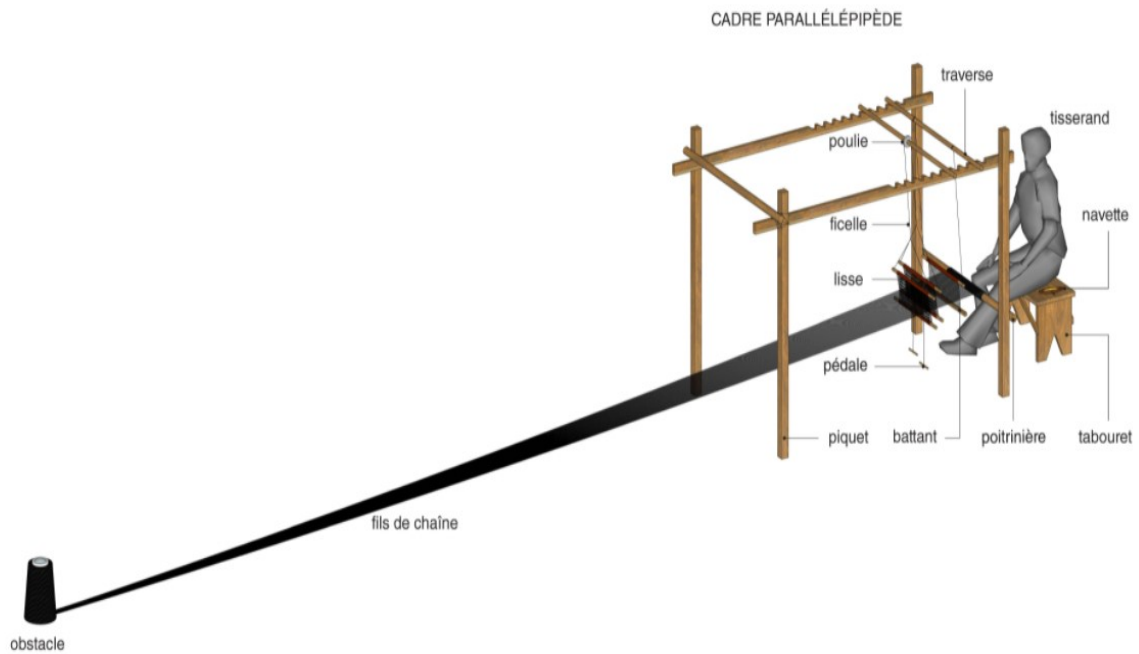 CADRE PARALLÉLÉPIPÈDE
traverse
tisserand
poulie
navette
ficelle
lisse
pédale
piquet
battant
poitrinière
tabouret
fils de chaîne
obstacle